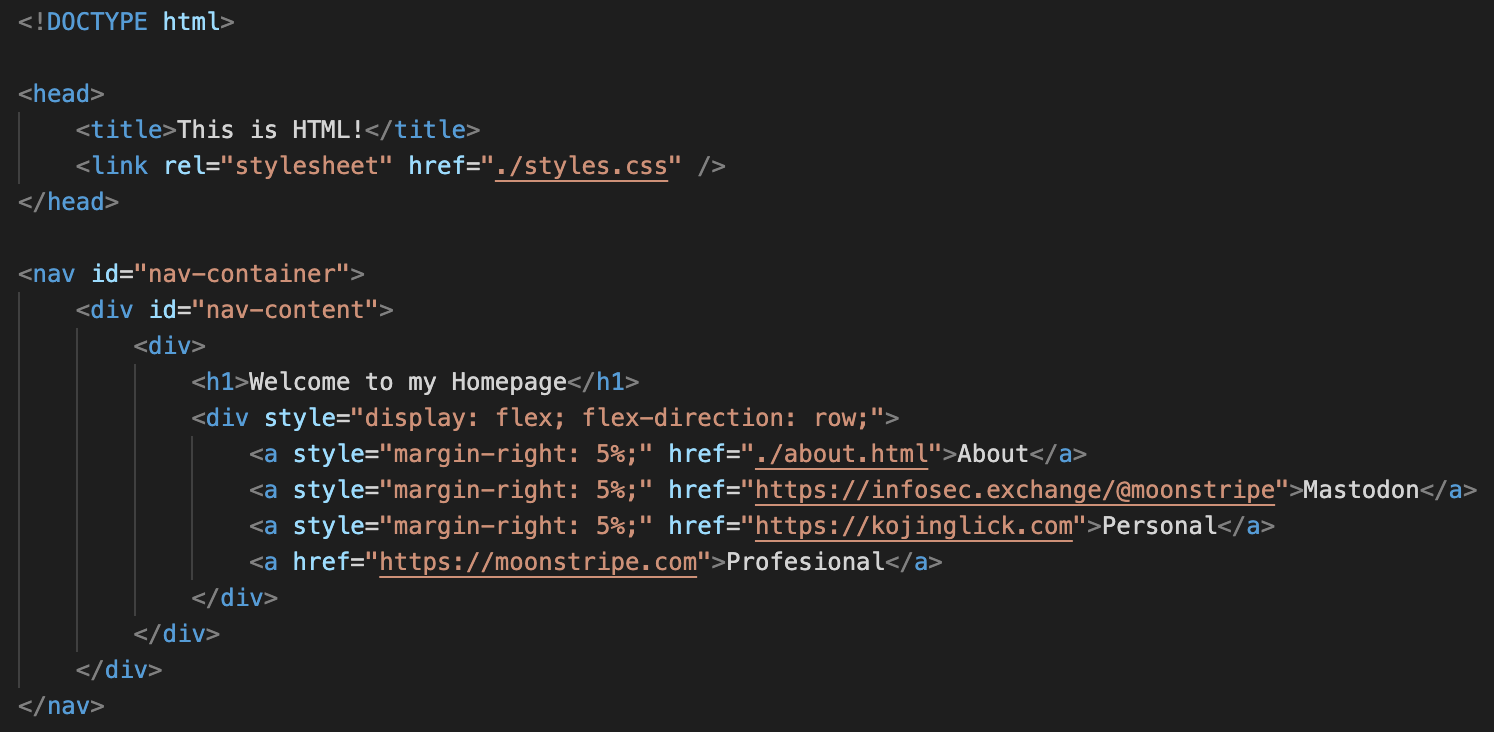 <!DOCTYPE html>
<head>
<title>This is HTML!</title>
<link rel="stylesheet" href="./styles.css" />
</head>
<nav id="nav-container">
<div id="nav-content">
<div>
<h1>Welcome to my Homepage</h1>
<div style="display: flex; flex-direction: row;">
<a style="margin-right: 5%;" href="./about.html">About</a>
<a style="margin-right: 5%;" href="https://infosec.exchange/@moonstripe">Mastodon</a>
<a style="margin-right: 5%;" href="https://kojinglick.com">Personal</a>
<a href="https://moonstripe.com">Profesional</a>
</div>
</div>
</div>
</nav>